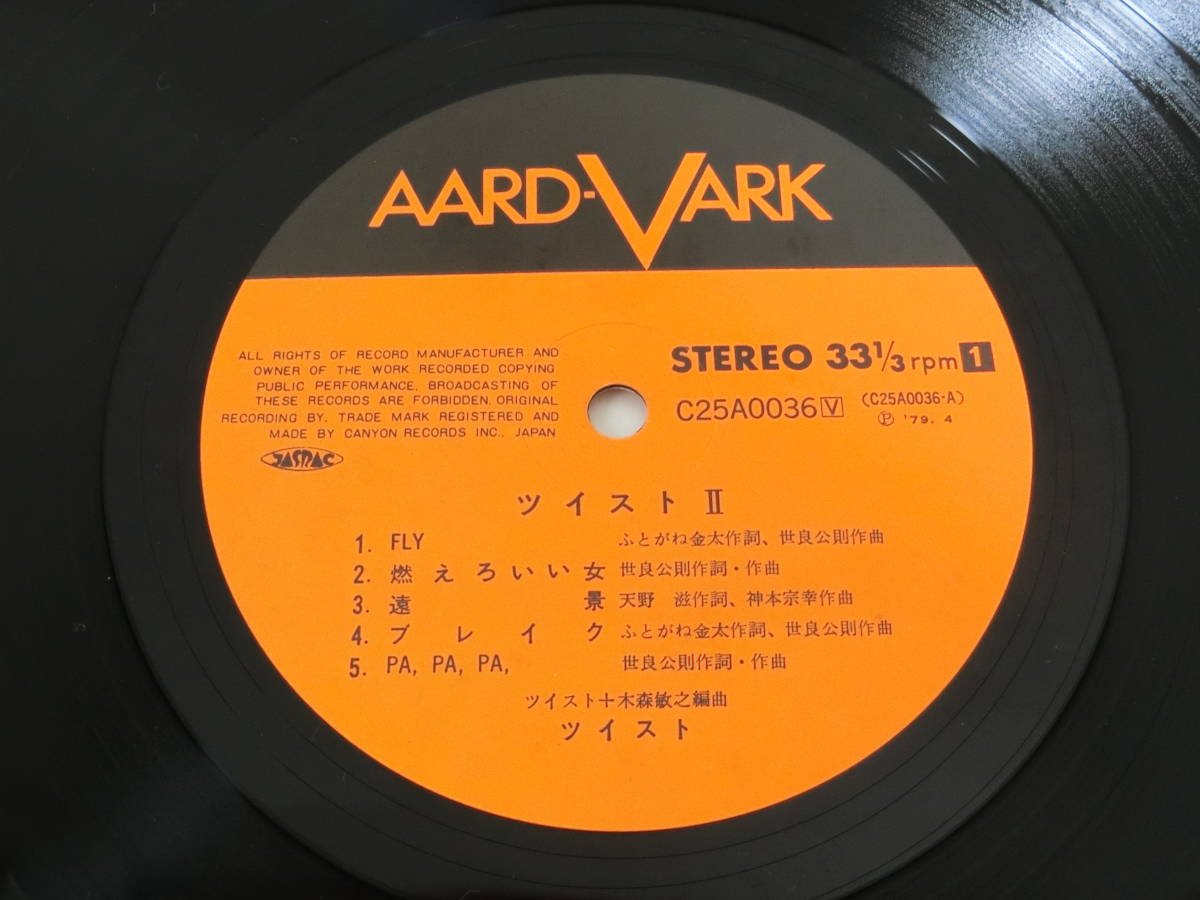 AARD-VARK
ALL RIGHTS OF RECORD MANUFACTURER AND
OWNER OF THE WORK RECORDED COPYING
PUBLIC PERFORMANCE, BROADCASTING OF
THESE RECORDS ARE FORBIDDEN. ORIGINAL
RECORDING BY, TRADE MARK REGISTERED AND
MADE BY CANYON RECORDS INC., JAPAN
JASRAC
STEREO 33 1/3 rpm 1
C25A0036 V (C25A0036-A)
Ⓟ '79. 4
ツイスト II
1. FLY ふとがね金太作詞、世良公則作曲
2. 燃えろいい女 世良公則作詞・作曲
3. 遠景 天野 滋作詞、神本宗幸作曲
4. ブレイク ふとがね金太作詞、世良公則作曲
5. PA, PA, PA, 世良公則作詞・作曲
ツイスト+木森敏之編曲
ツイスト